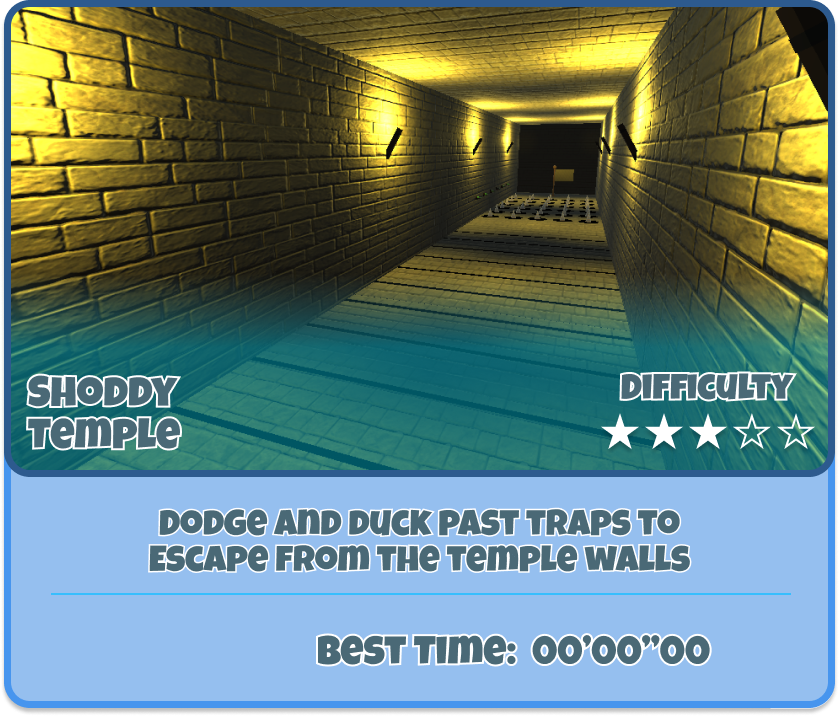 SHODDY
TEMPLE
DIFFICULTY
DODGE AND DUCK PAST TRAPS TO
ESCAPE FROM THE TEMPLE WALLS
BEST TIME: 00’00”00